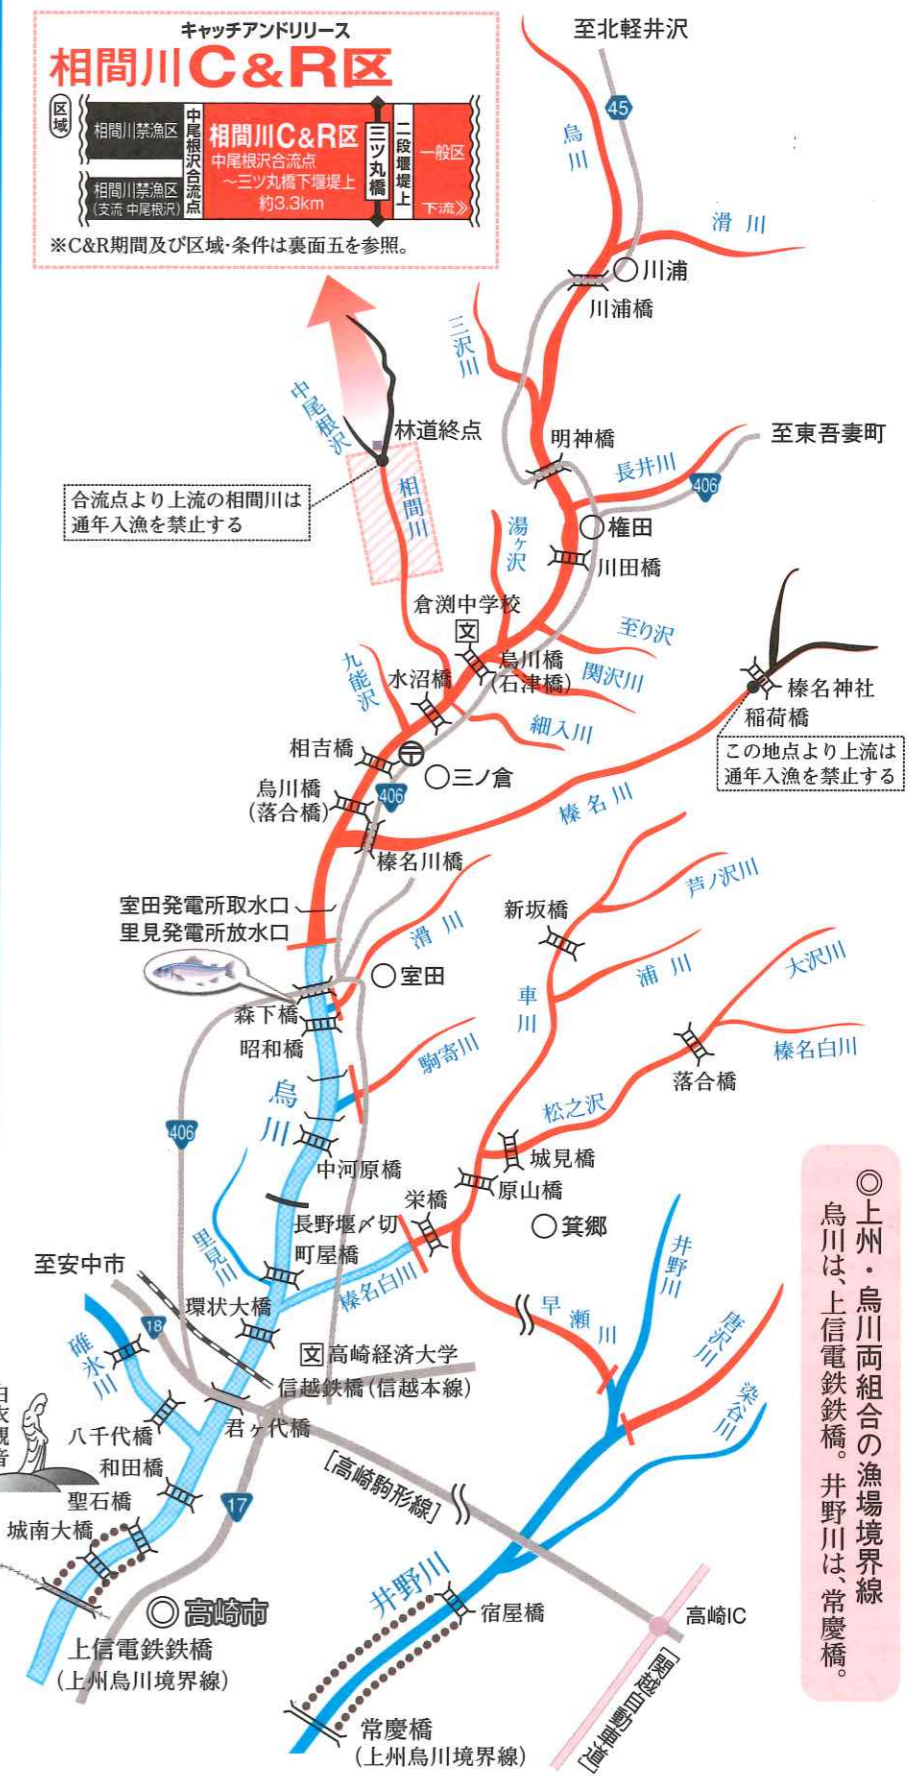 キャッチアンドリリース
相間川C&R区
区域
相間川禁漁区
相間川禁漁区
(支流 中尾根沢)
中尾根沢合流点
相間川C&R区
中尾根沢合流点
～三ツ丸橋下堰堤上
約3.3km
三ツ丸橋
二段堰堤上
一般区
下流》
※C&R期間及び区域・条件は裏面五を参照。
至北軽井沢
45
烏川
滑川
川浦
川浦橋
三沢川
中尾根沢
林道終点
明神橋
至東吾妻町
長井川
406
合流点より上流の相間川は
通年入漁を禁止する
相間川
湯ヶ沢
権田
川田橋
倉渕中学校
文
至り沢
烏川橋
(石津橋)
関沢川
九能沢
水沼橋
榛名神社
稲荷橋
細入川
この地点より上流は
通年入漁を禁止する
相吉橋
三ノ倉
烏川橋
(落合橋)
406
榛名川
榛名川橋
室田発電所取水口
里見発電所放水口
滑川
新坂橋
芦ノ沢川
室田
浦川
大沢川
車川
森下橋
昭和橋
駒寄川
榛名白川
落合橋
烏川
松之沢
406
中河原橋
城見橋
原山橋
栄橋
長野堰〆切
箕郷
里見川
町屋橋
井野川
至安中市
榛名白川
環状大橋
早瀬川
唐沢川
18
碓氷川
文 高崎経済大学
信越鉄橋(信越本線)
染谷川
白衣観音
君ヶ代橋
八千代橋
和田橋
[高崎駒形線]
聖石橋
17
城南大橋
井野川
高崎市
宿屋橋
高崎IC
上信電鉄鉄橋
(上州烏川境界線)
[関越自動車道]
常慶橋
(上州烏川境界線)
◎上州・烏川両組合の漁場境界線
烏川は、上信電鉄鉄橋。井野川は、常慶橋。